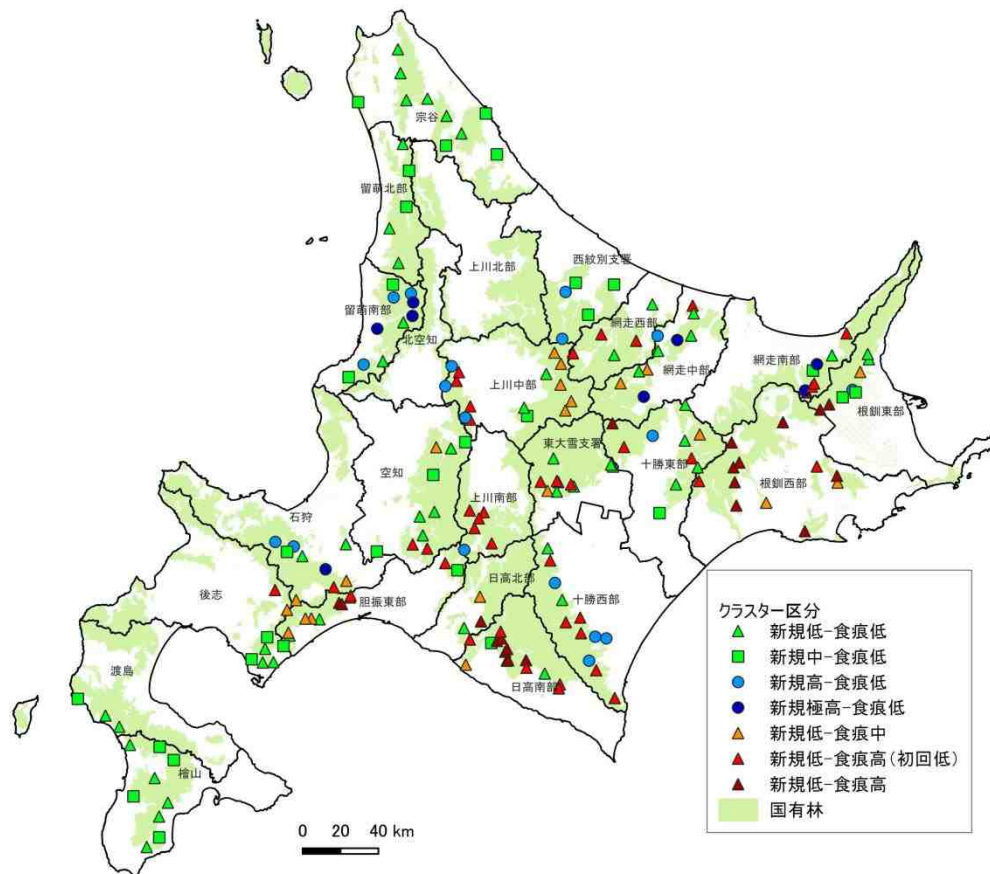 宗谷
留萌北部
上川北部
西紋別支署
留萌南部
北空知
網走西部
網走中部
網走南部
上川中部
根釧東部
東大雪支署
十勝東部
空知
根釧西部
上川南部
石狩
日高北部
後志
胆振東部
十勝西部
渡島
日高南部
檜山
0 20 40 km
クラスター区分
新規低-食痕低
新規中-食痕低
新規高-食痕低
新規極高-食痕低
新規低-食痕中
新規低-食痕高(初回低)
新規低-食痕高
国有林